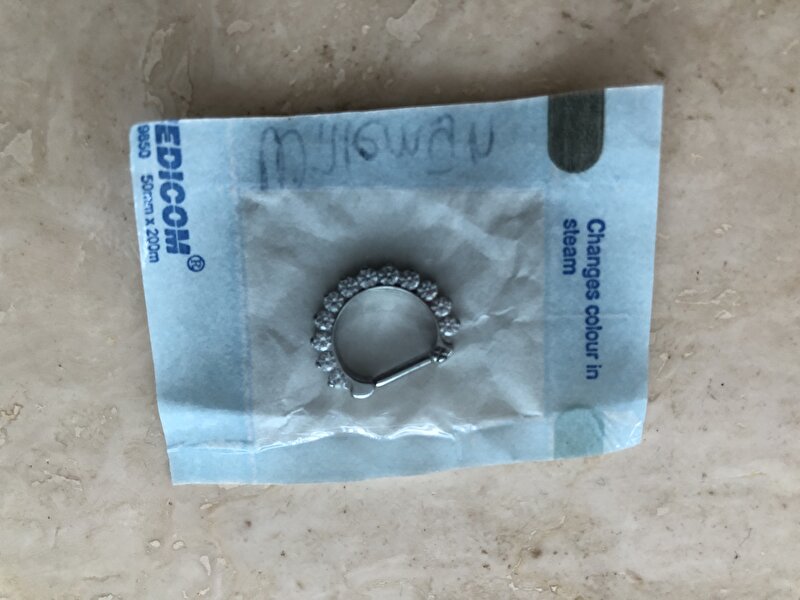 EDICOM®
9850 50mm x 200m
Changes colour in
steam